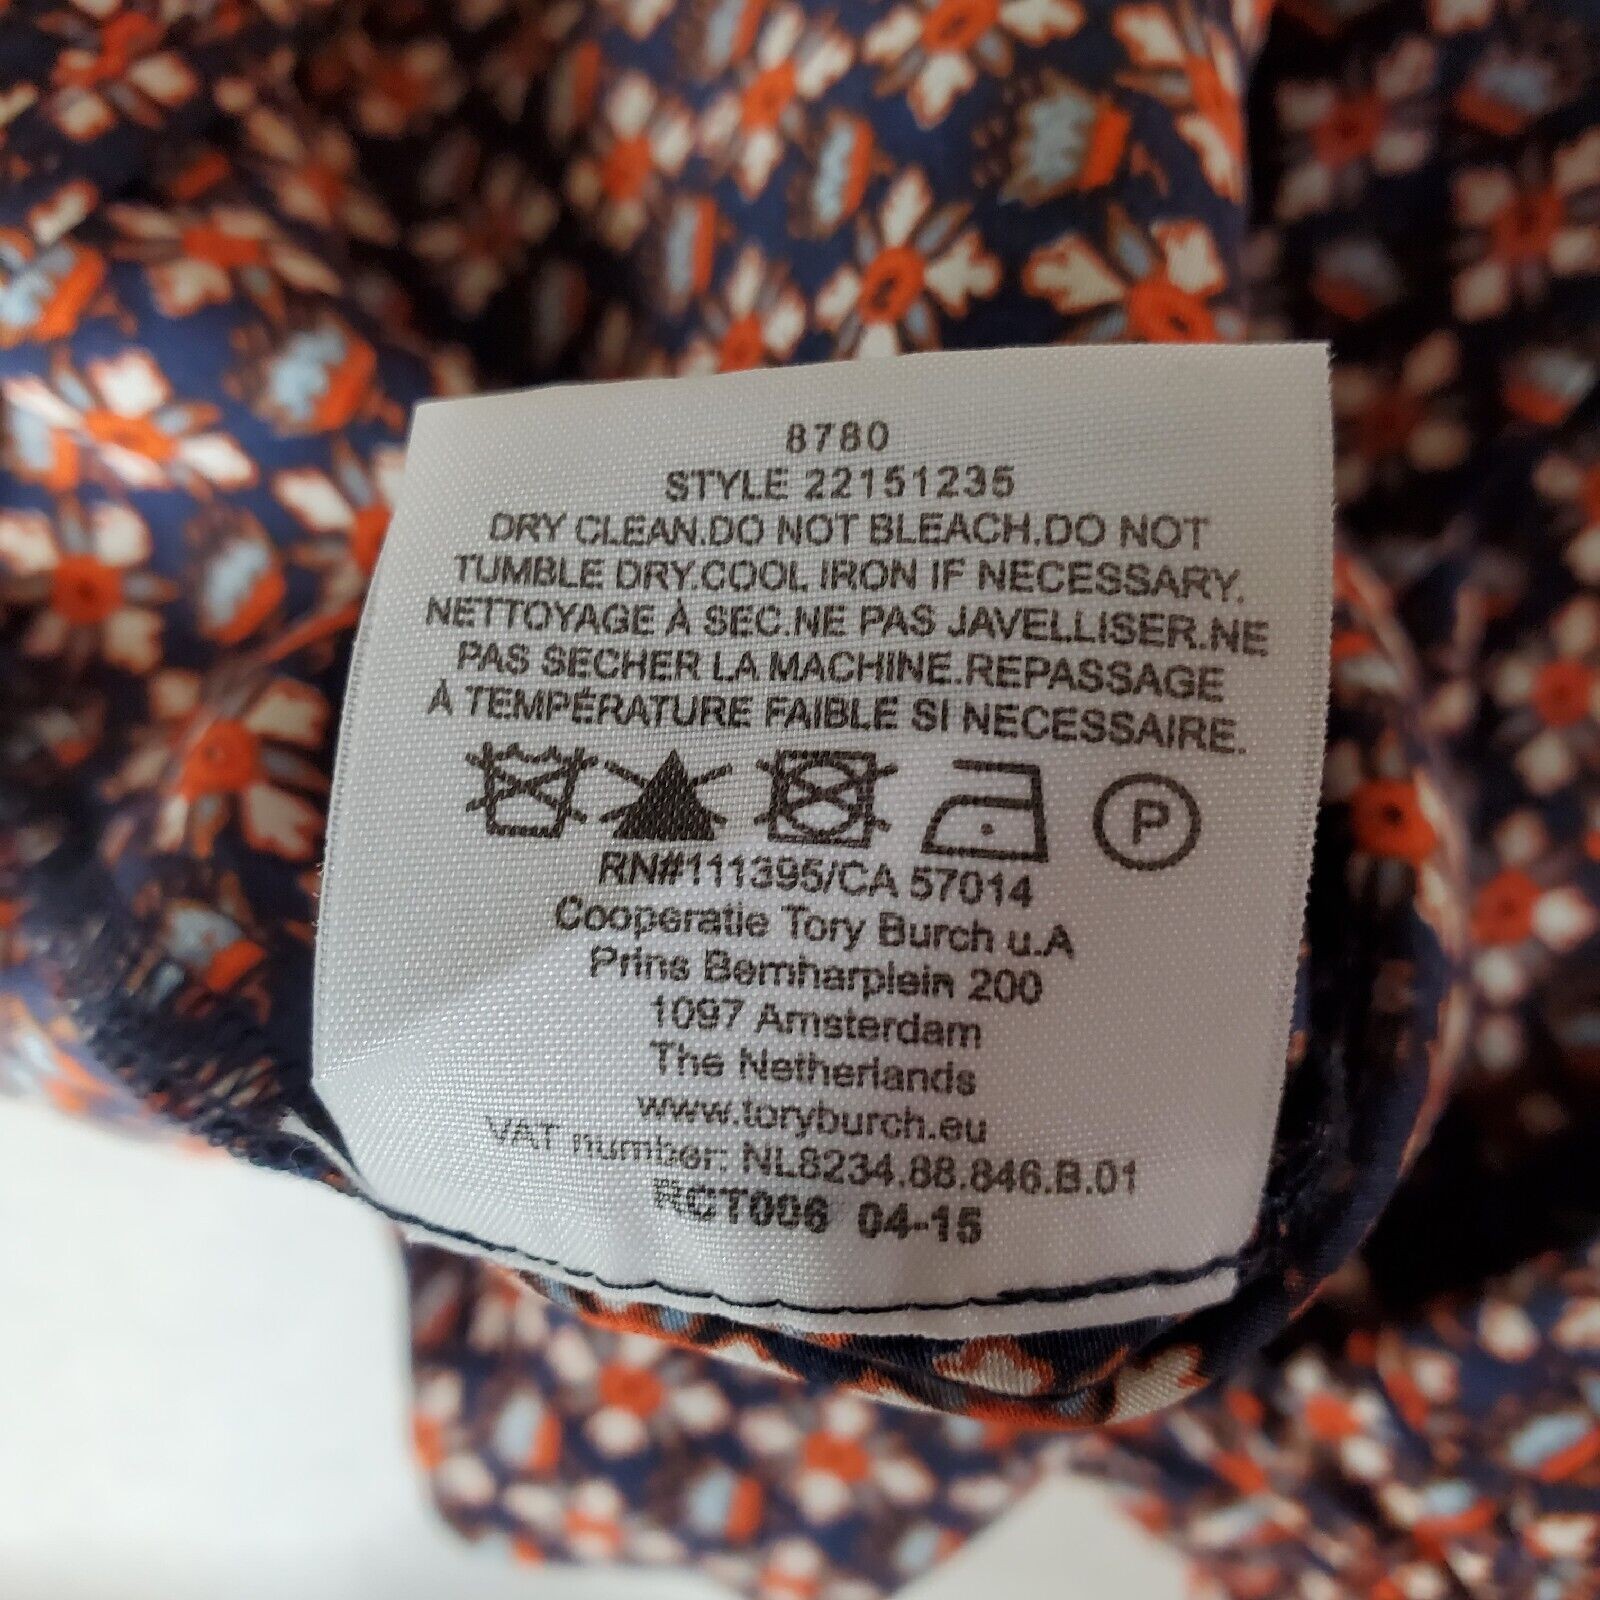 8780
STYLE 22151235
DRY CLEAN.DO NOT BLEACH.DO NOT
TUMBLE DRY.COOL IRON IF NECESSARY.
NETTOYAGE À SEC.NE PAS JAVELLISER.NE
PAS SECHER LA MACHINE.REPASSAGE
À TEMPÉRATURE FAIBLE SI NECESSAIRE.
P
RN#111395/CA 57014
Cooperatie Tory Burch u.A
Prins Bernharplein 200
1097 Amsterdam
The Netherlands
www.toryburch.eu
VAT number: NL8234.88.846.B.01
RCT006 04-15